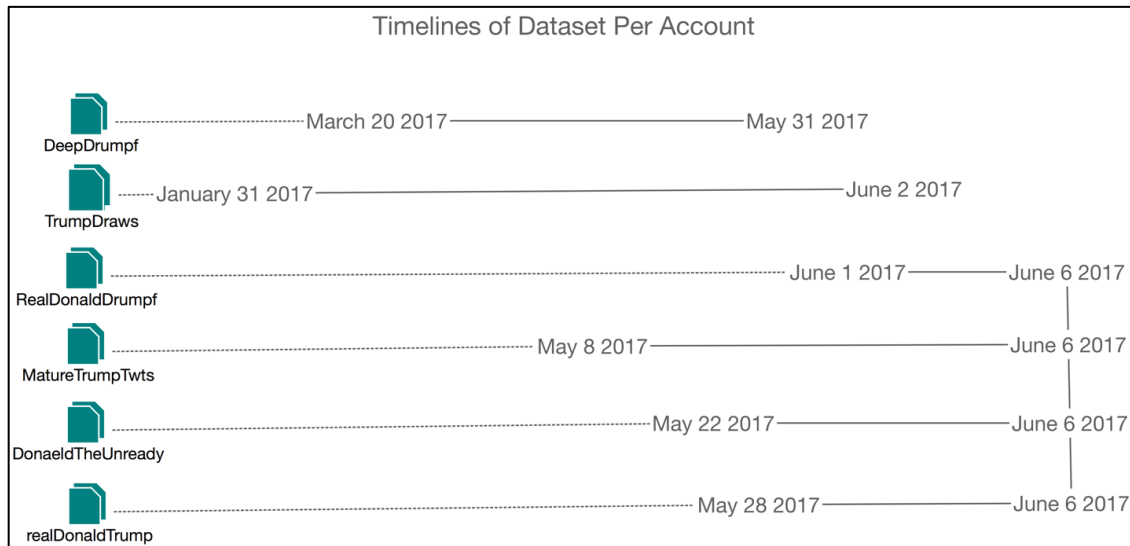 Timelines of Dataset Per Account
DeepDrumpf
March 20 2017
May 31 2017
TrumpDraws
January 31 2017
June 2 2017
RealDonaldDrumpf
June 1 2017
June 6 2017
MatureTrumpTwts
May 8 2017
June 6 2017
DonaeldTheUnready
May 22 2017
June 6 2017
realDonaldTrump
May 28 2017
June 6 2017